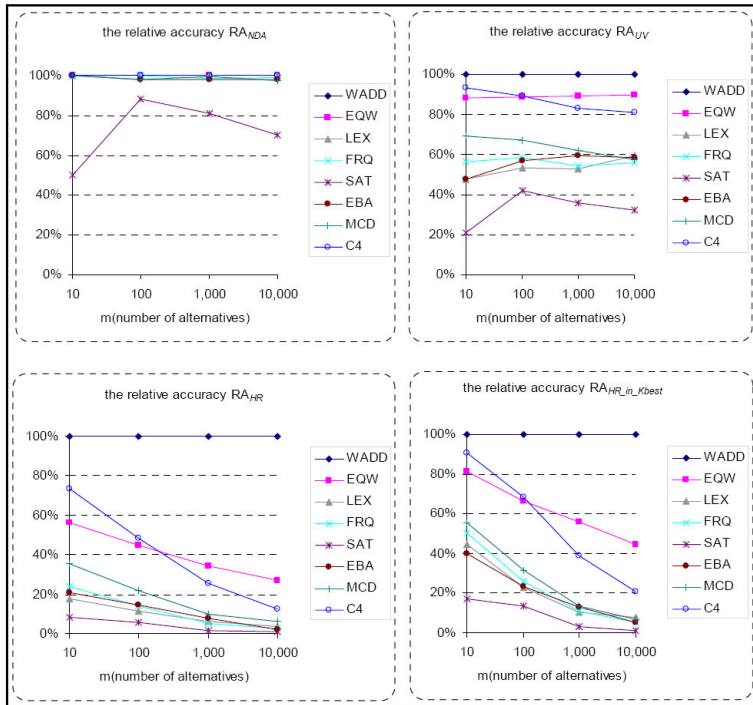 the relative accuracy RA_NDA
100%
80%
60%
40%
20%
0%
10 100 1,000 10,000
m(number of alternatives)
WADD
EQW
LEX
FRQ
SAT
EBA
MCD
C4
the relative accuracy RA_UV
100%
80%
60%
40%
20%
0%
10 100 1,000 10,000
m(number of alternatives)
WADD
EQW
LEX
FRQ
SAT
EBA
MCD
C4
the relative accuracy RA_HR
100%
80%
60%
40%
20%
0%
10 100 1,000 10,000
m(number of alternatives)
WADD
EQW
LEX
FRQ
SAT
EBA
MCD
C4
the relative accuracy RA_HR_in_Kbest
100%
80%
60%
40%
20%
0%
10 100 1,000 10,000
m(number of alternatives)
WADD
EQW
LEX
FRQ
SAT
EBA
MCD
C4